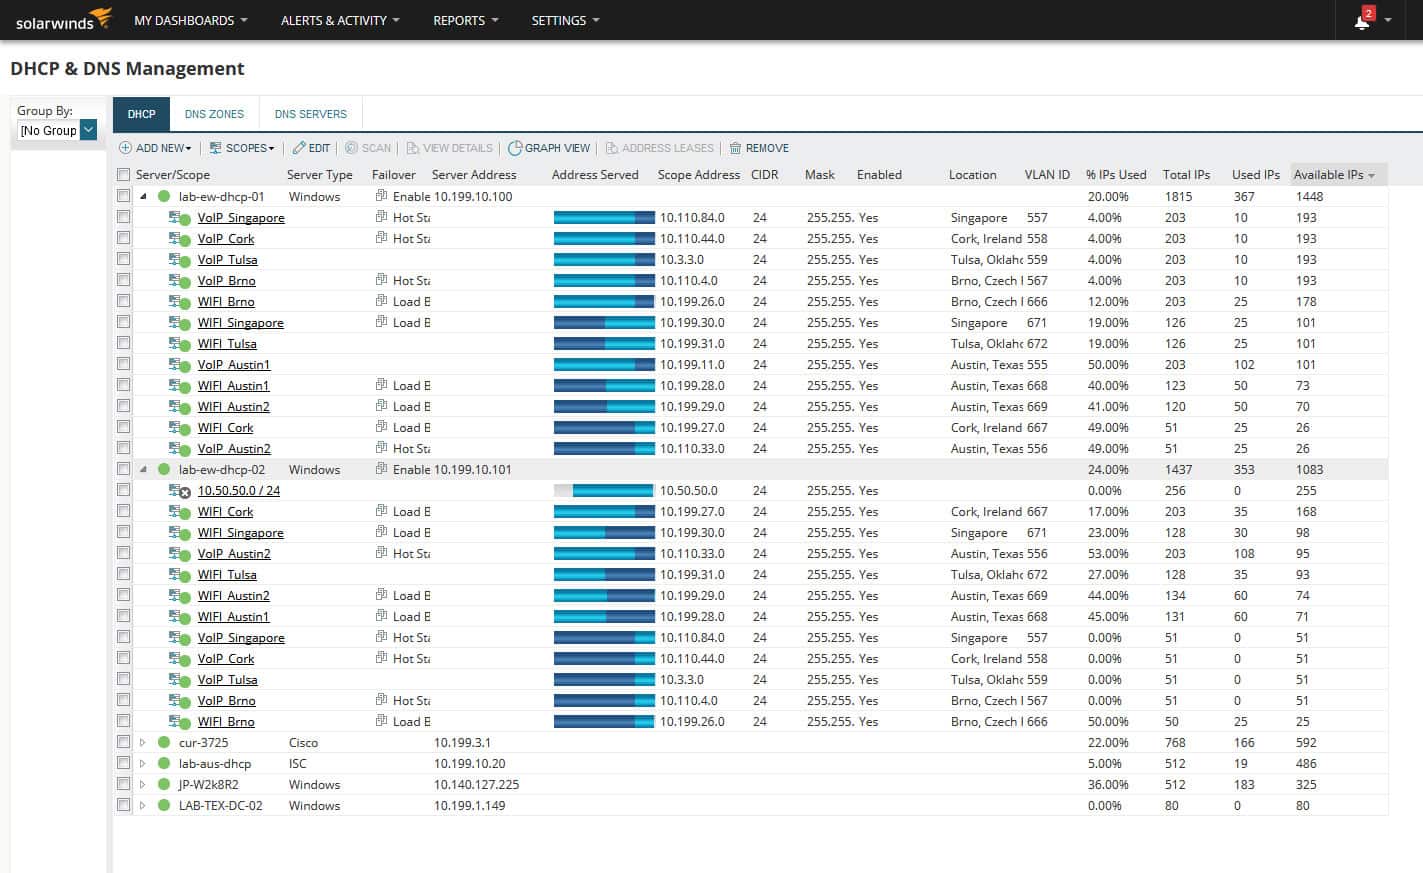 solarwinds MY DASHBOARDS ALERTS & ACTIVITY REPORTS SETTINGS 2
DHCP & DNS Management
Group By:
[No Group
DHCP DNS ZONES DNS SERVERS
ADD NEW SCOPES EDIT SCAN VIEW DETAILS GRAPH VIEW ADDRESS LEASES REMOVE
Server/Scope Server Type Failover Server Address Address Served Scope Address CIDR Mask Enabled Location VLAN ID % IPs Used Total IPs Used IPs Available IPs
lab-ew-dhcp-01 Windows Enable 10.199.10.100 20.00% 1815 367 1448
VoIP_Singapore Hot Sta 10.110.84.0 24 255.255. Yes Singapore 557 4.00% 203 10 193
VoIP_Cork Hot Sta 10.110.44.0 24 255.255. Yes Cork, Ireland 558 4.00% 203 10 193
VoIP_Tulsa 10.3.3.0 24 255.255. Yes Tulsa, Oklaho 559 4.00% 203 10 193
VoIP_Brno Hot Sta 10.110.4.0 24 255.255. Yes Brno, Czech 567 4.00% 203 10 193
WIFI_Brno Load B 10.199.26.0 24 255.255. Yes Brno, Czech 666 12.00% 203 25 178
WIFI_Singapore Load B 10.199.30.0 24 255.255. Yes Singapore 671 19.00% 126 25 101
WIFI_Tulsa 10.199.31.0 24 255.255. Yes Tulsa, Oklaho 672 19.00% 126 25 101
VoIP_Austin1 10.199.11.0 24 255.255. Yes Austin, Texas 555 50.00% 203 102 101
WIFI_Austin1 Load B 10.199.28.0 24 255.255. Yes Austin, Texas 668 40.00% 123 50 73
WIFI_Austin2 Load B 10.199.29.0 24 255.255. Yes Austin, Texas 669 41.00% 120 50 70
WIFI_Cork Load B 10.199.27.0 24 255.255. Yes Cork, Ireland 667 49.00% 51 25 26
VoIP_Austin2 Hot Sta 10.110.33.0 24 255.255. Yes Austin, Texas 556 49.00% 51 25 26
lab-ew-dhcp-02 Windows Enable 10.199.10.101 24.00% 1437 353 1083
10.50.50.0 / 24 10.50.50.0 24 255.255. Yes 0.00% 256 0 255
WIFI_Cork Load B 10.199.27.0 24 255.255. Yes Cork, Ireland 667 17.00% 203 35 168
WIFI_Singapore Load B 10.199.30.0 24 255.255. Yes Singapore 671 23.00% 128 30 98
VoIP_Austin2 Hot Sta 10.110.33.0 24 255.255. Yes Austin, Texas 556 53.00% 203 108 95
WIFI_Tulsa 10.199.31.0 24 255.255. Yes Tulsa, Oklaho 672 27.00% 128 35 93
WIFI_Austin2 Load B 10.199.29.0 24 255.255. Yes Austin, Texas 669 44.00% 134 60 74
WIFI_Austin1 Load B 10.199.28.0 24 255.255. Yes Austin, Texas 668 45.00% 131 60 71
VoIP_Singapore Hot Sta 10.110.84.0 24 255.255. Yes Singapore 557 0.00% 51 0 51
VoIP_Cork Hot Sta 10.110.44.0 24 255.255. Yes Cork, Ireland 558 0.00% 51 0 51
VoIP_Tulsa 10.3.3.0 24 255.255. Yes Tulsa, Oklaho 559 0.00% 51 0 51
VoIP_Brno Hot Sta 10.110.4.0 24 255.255. Yes Brno, Czech 567 0.00% 51 0 51
WIFI_Brno Load B 10.199.26.0 24 255.255. Yes Brno, Czech 666 50.00% 50 25 25
cur-3725 Cisco 10.199.3.1 22.00% 768 166 592
lab-aus-dhcp ISC 10.199.10.20 5.00% 512 19 486
JP-W2k8R2 Windows 10.140.127.225 36.00% 512 183 325
LAB-TEX-DC-02 Windows 10.199.1.149 0.00% 80 0 80